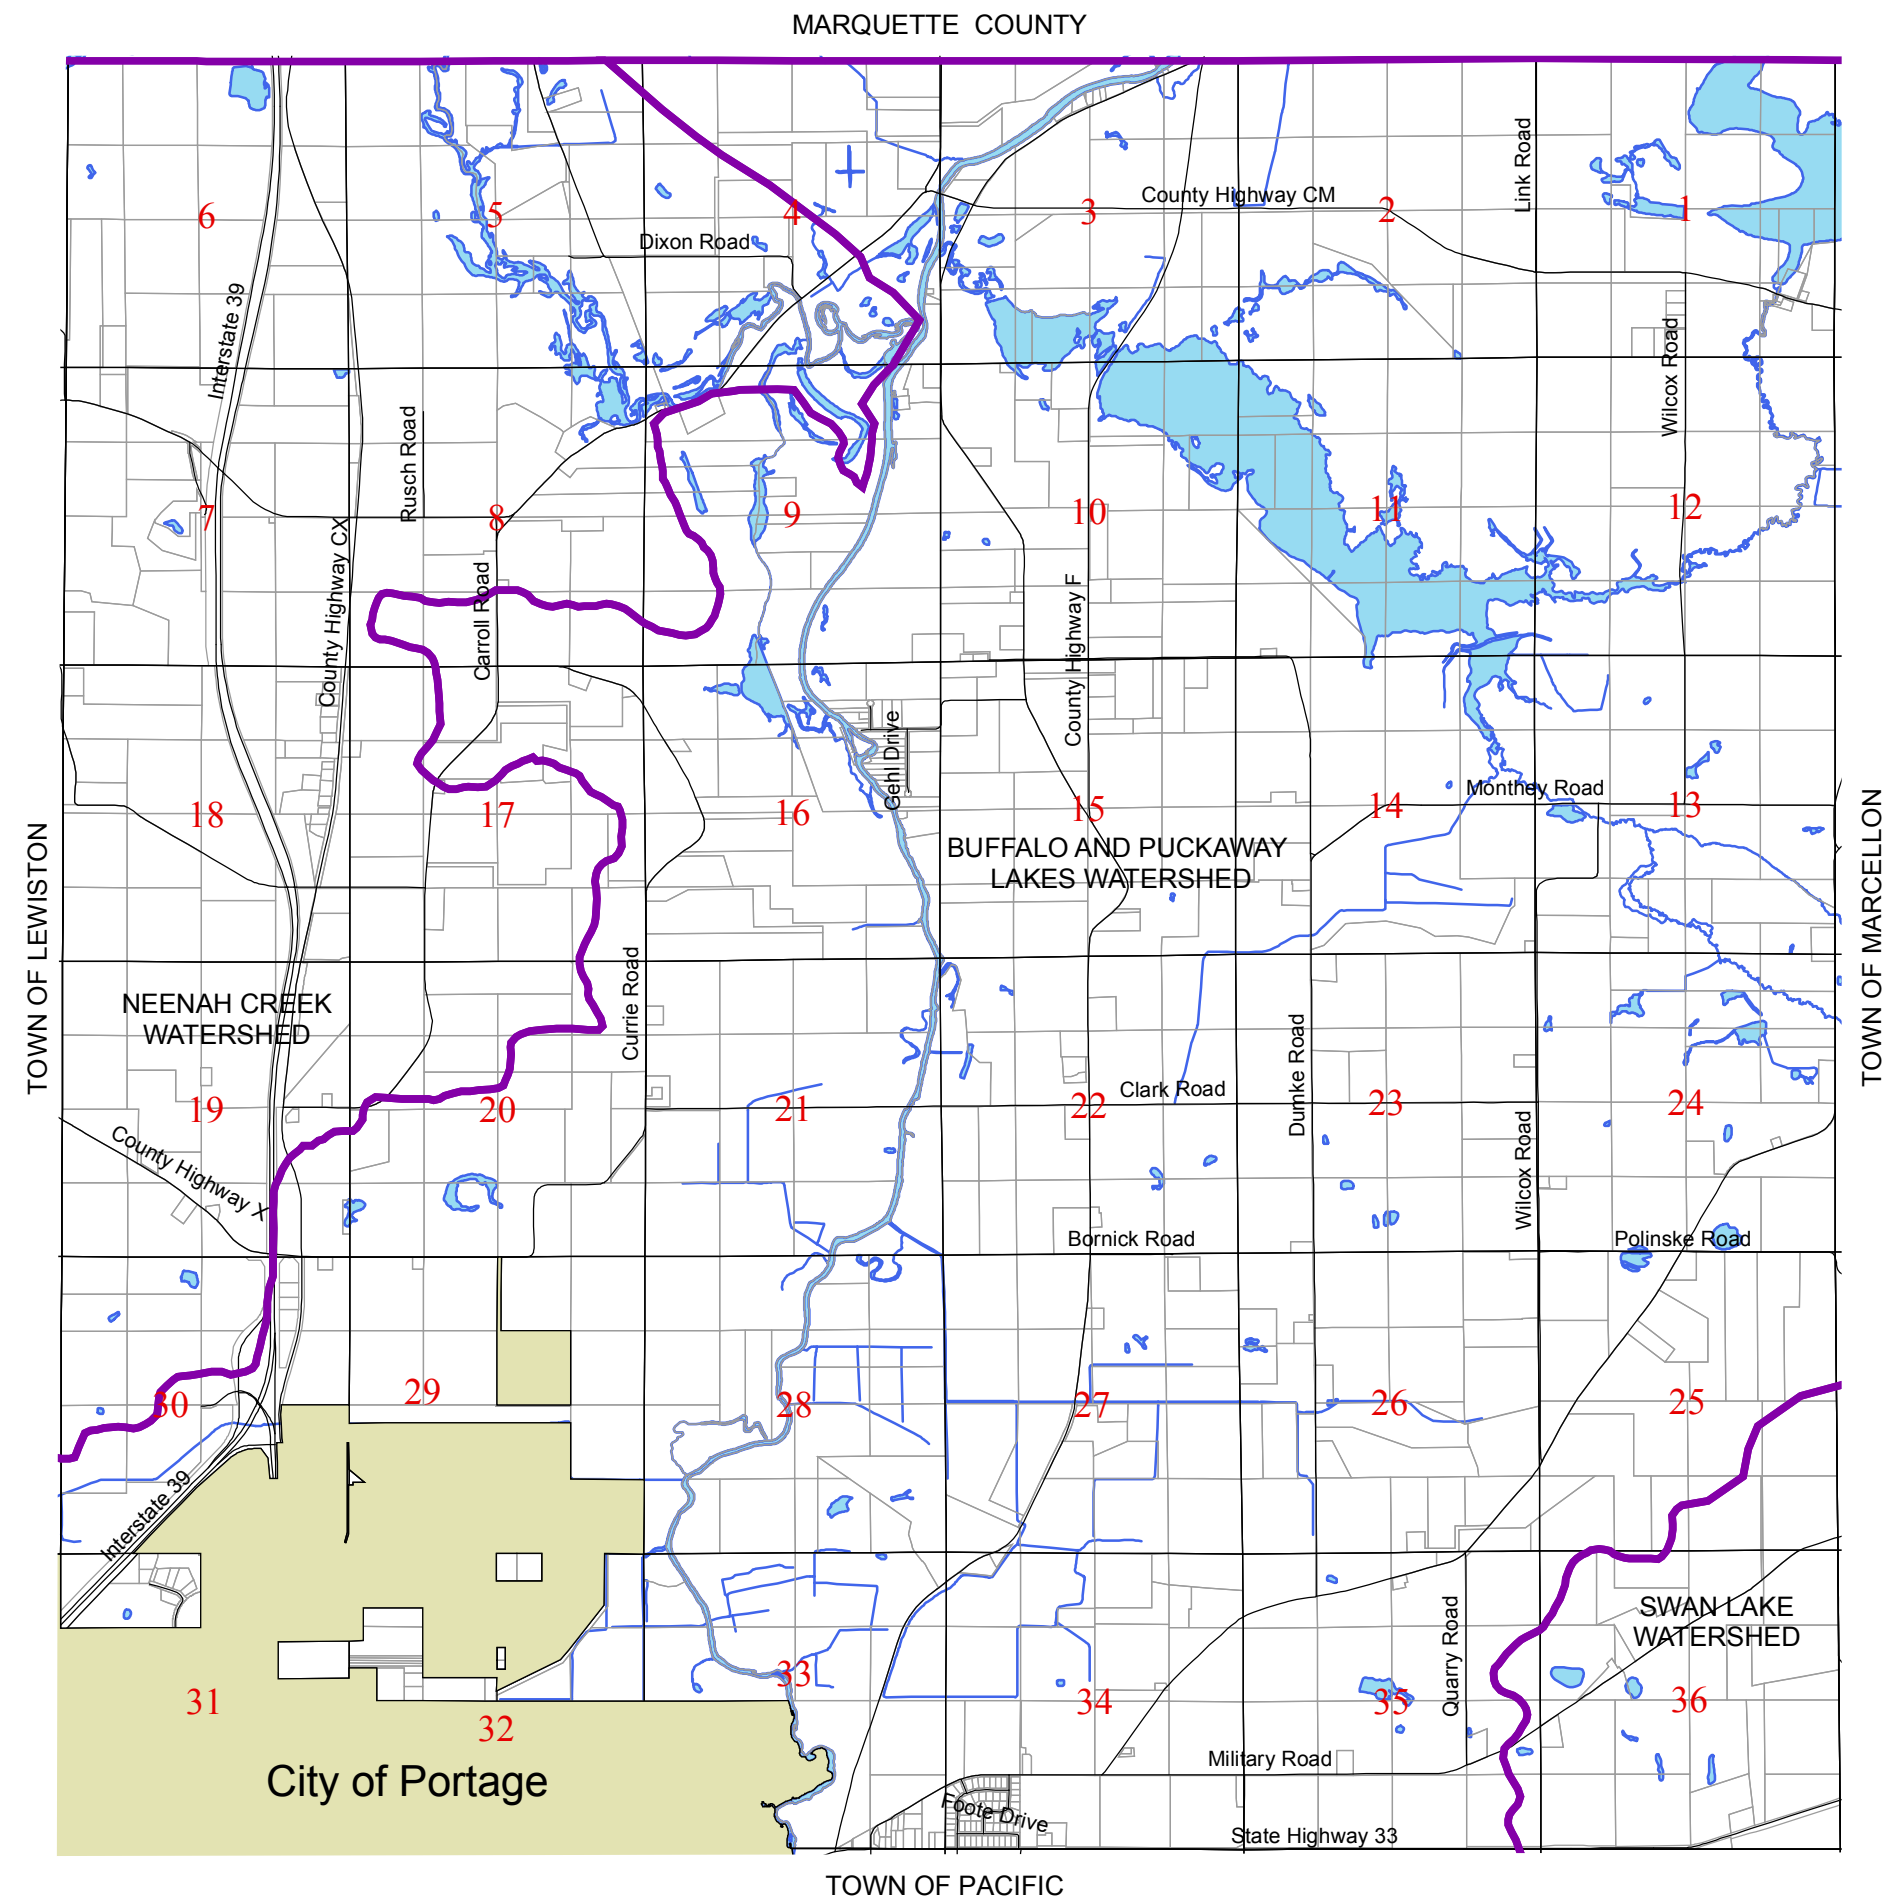 MARQUETTE COUNTY
Link Road
County Highway CM
6
5
4
3
2
1
Dixon Road
Interstate 39
Wilcox Road
Rusch Road
7
8
9
10
11
12
County Highway CX
Carroll Road
County Highway F
Gehl Drive
Monthey Road
18
17
16
15
14
13
BUFFALO AND PUCKAWAY
LAKES WATERSHED
TOWN OF LEWISTON
TOWN OF MARCELLON
NEENAH CREEK
WATERSHED
Currie Road
Dumke Road
Clark Road
19
20
21
22
23
24
County Highway X
Wilcox Road
Bornick Road
Polinske Road
30
29
28
27
26
25
Interstate 39
SWAN LAKE
WATERSHED
Quarry Road
31
32
33
34
35
36
City of Portage
Military Road
Foote Drive
State Highway 33
TOWN OF PACIFIC